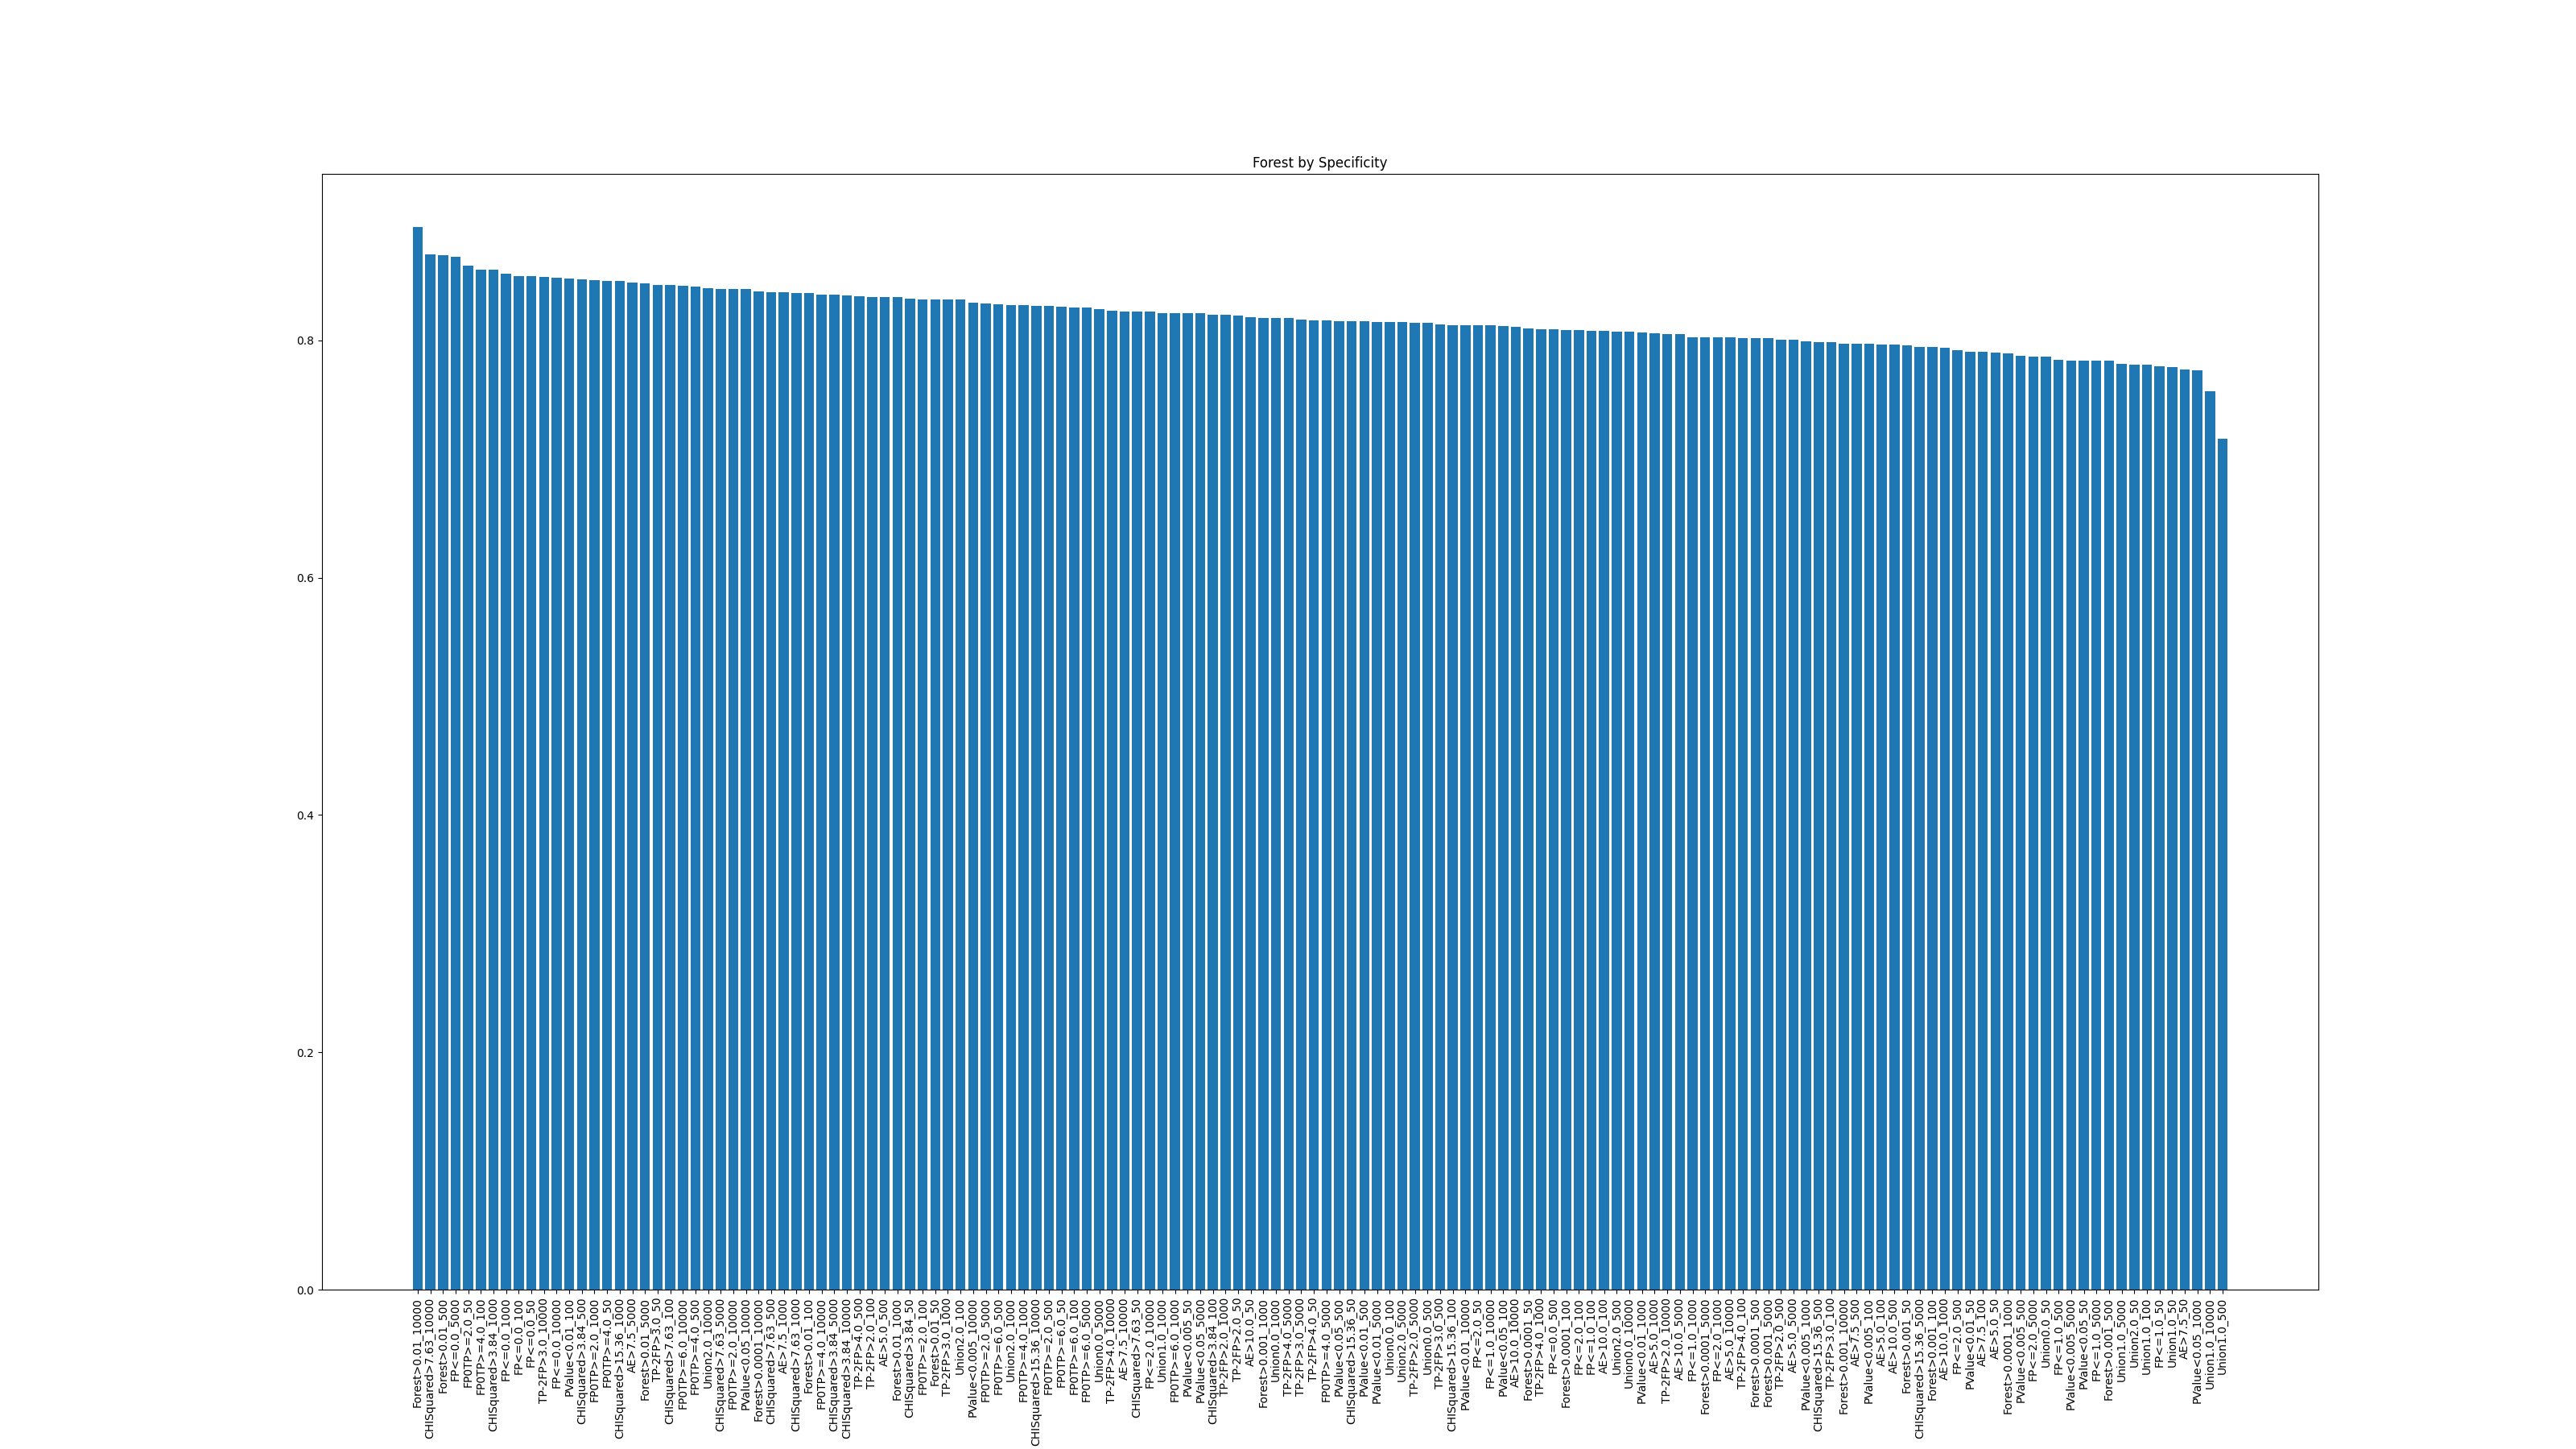 Forest by Specificity
0.8
0.6
0.4
0.2
0.0
Forest>0.01_10000
CHISquared>7.63_10000
Forest>0.01_500
FP<=0.0_5000
FP0TP>=2.0_50
FP0TP>=4.0_100
CHISquared>3.84_1000
FP<=0.0_1000
FP<=0.0_100
FP<=0.0_50
TP-2FP>3.0_10000
FP<=0.0_10000
PValue<0.01_100
CHISquared>3.84_500
FP0TP>=2.0_1000
FP0TP>=4.0_50
CHISquared>15.36_1000
AE>7.5_5000
Forest>0.01_5000
TP-2FP>3.0_50
CHISquared>7.63_100
FP0TP>=6.0_10000
FP0TP>=4.0_500
Union2.0_10000
CHISquared>7.63_5000
FP0TP>=2.0_10000
PValue<0.05_10000
Forest>0.0001_10000
CHISquared>7.63_500
AE>7.5_1000
CHISquared>7.63_1000
Forest>0.01_100
FP0TP>=4.0_10000
CHISquared>3.84_5000
CHISquared>3.84_10000
TP-2FP>4.0_500
TP-2FP>2.0_100
AE>5.0_500
Forest>0.01_1000
CHISquared>3.84_50
FP0TP>=2.0_100
Forest>0.01_50
TP-2FP>3.0_1000
Union2.0_100
PValue<0.005_10000
FP0TP>=2.0_5000
FP0TP>=6.0_500
Union2.0_1000
FP0TP>=4.0_1000
CHISquared>15.36_10000
FP0TP>=2.0_500
FP0TP>=6.0_50
FP0TP>=6.0_100
FP0TP>=6.0_5000
Union0.0_5000
TP-2FP>4.0_10000
AE>7.5_10000
CHISquared>7.63_50
FP<=2.0_10000
Union1.0_1000
FP0TP>=6.0_1000
PValue<0.005_50
PValue<0.05_5000
CHISquared>3.84_100
TP-2FP>2.0_1000
TP-2FP>2.0_50
AE>10.0_50
Forest>0.001_1000
Union0.0_1000
TP-2FP>4.0_5000
TP-2FP>3.0_5000
TP-2FP>4.0_50
FP0TP>=4.0_5000
PValue<0.05_500
CHISquared>15.36_50
PValue<0.01_500
PValue<0.01_5000
Union0.0_100
Union2.0_5000
TP-2FP>2.0_5000
Union0.0_500
TP-2FP>3.0_500
CHISquared>15.36_100
PValue<0.01_10000
FP<=2.0_50
FP<=1.0_10000
PValue<0.05_100
AE>10.0_10000
Forest>0.0001_50
TP-2FP>4.0_1000
FP<=0.0_500
Forest>0.0001_100
FP<=2.0_100
FP<=1.0_100
AE>10.0_100
Union2.0_500
Union0.0_10000
PValue<0.01_1000
AE>5.0_1000
TP-2FP>2.0_10000
AE>10.0_5000
FP<=1.0_1000
Forest>0.0001_5000
FP<=2.0_1000
AE>5.0_10000
TP-2FP>4.0_100
Forest>0.0001_500
Forest>0.001_5000
TP-2FP>2.0_500
AE>5.0_5000
PValue<0.005_1000
CHISquared>15.36_500
TP-2FP>3.0_100
Forest>0.001_10000
AE>7.5_500
PValue<0.005_100
AE>5.0_100
AE>10.0_500
Forest>0.001_50
CHISquared>15.36_5000
Forest>0.001_100
AE>10.0_1000
FP<=2.0_500
PValue<0.01_50
AE>7.5_100
AE>5.0_50
Forest>0.0001_1000
PValue<0.005_500
FP<=2.0_5000
Union0.0_50
FP<=1.0_500
PValue<0.005_5000
PValue<0.05_50
FP<=1.0_5000
Forest>0.001_500
Union1.0_5000
Union2.0_50
Union1.0_100
FP<=1.0_50
Union1.0_50
AE>7.5_50
PValue<0.05_1000
Union1.0_10000
Union1.0_500